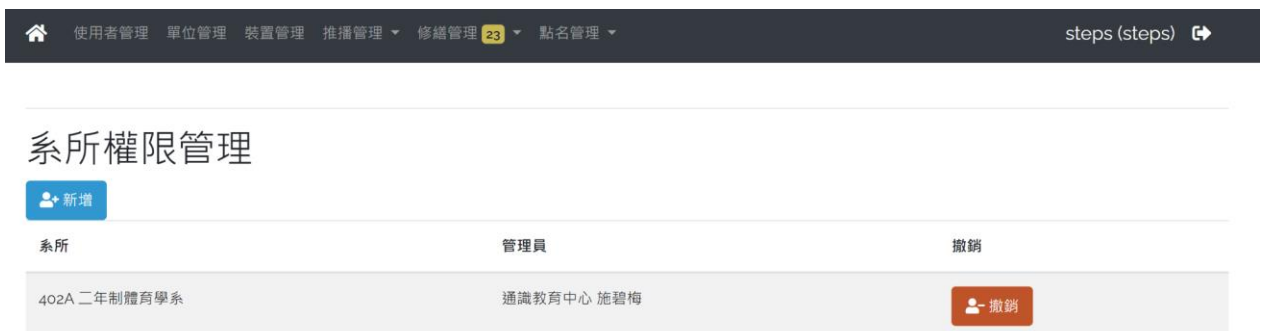 使用者管理 單位管理 裝置管理 推播管理 修繕管理 23 點名管理 steps (steps)
系所權限管理
新增
系所 管理員 撤銷
402A 二年制體育學系 通識教育中心 施碧梅 撤銷